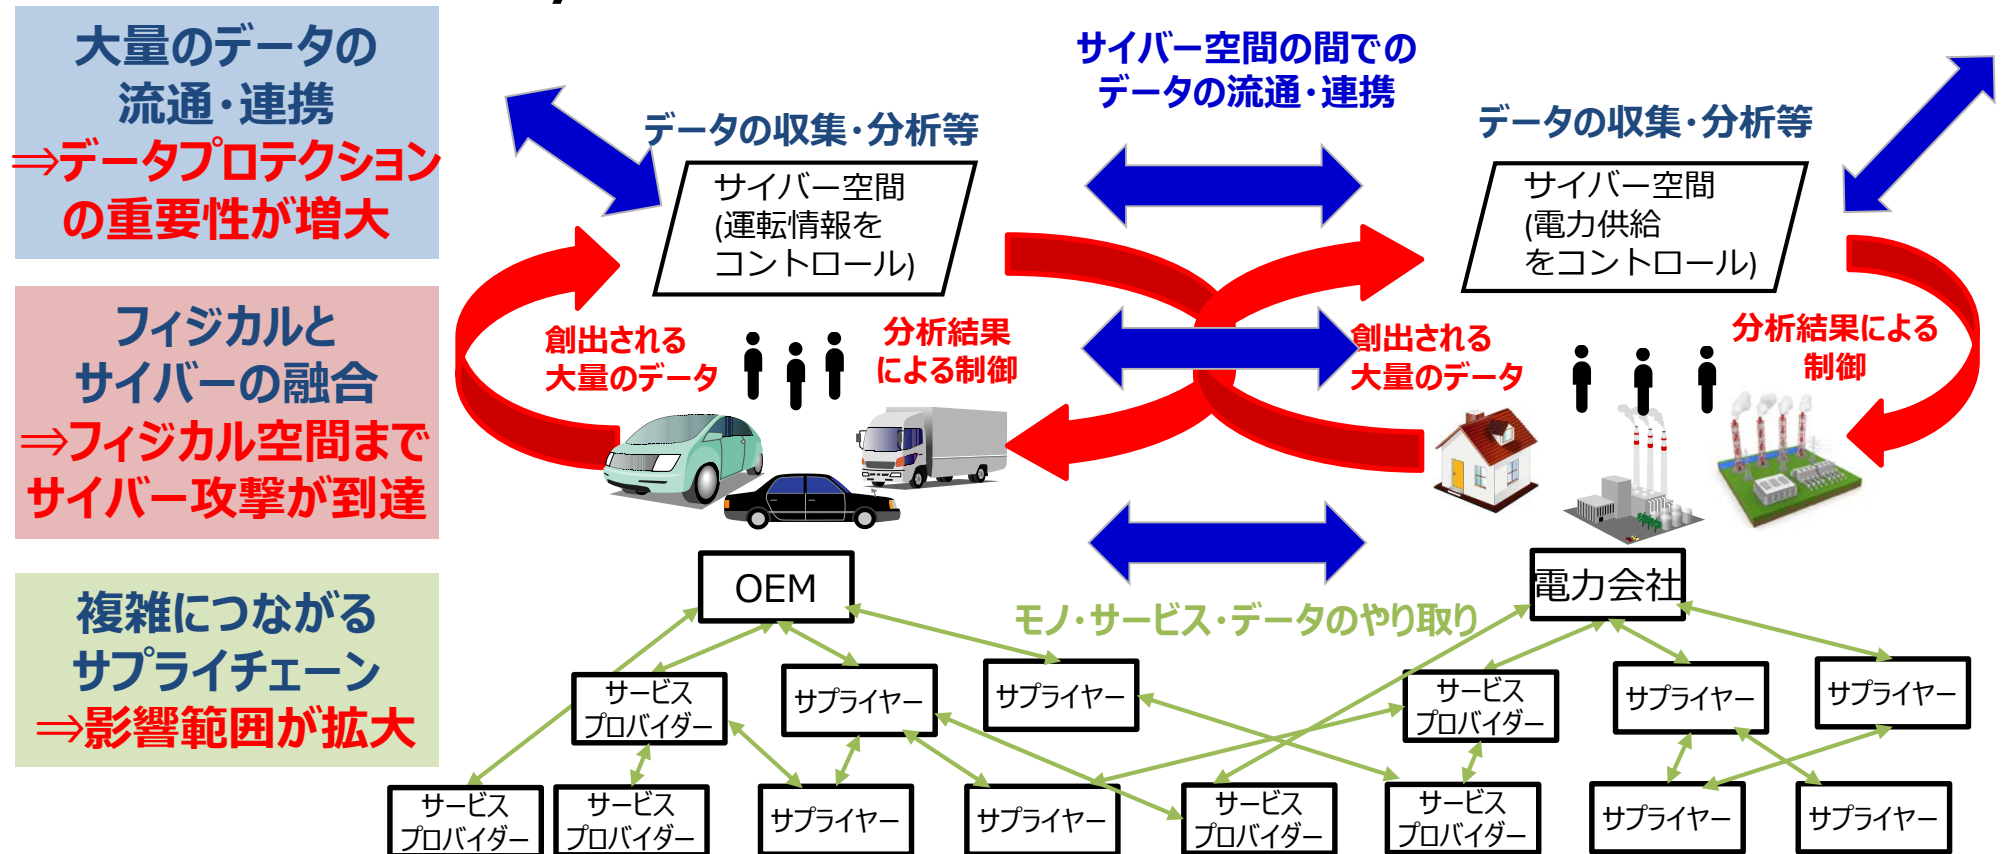 大量のデータの
流通・連携
⇒データプロテクション
の重要性が増大
フィジカルと
サイバーの融合
⇒フィジカル空間まで
サイバー攻撃が到達
複雑につながる
サプライチェーン
⇒影響範囲が拡大
サイバー空間の間での
データの流通・連携
データの収集・分析等
データの収集・分析等
サイバー空間
(運転情報を
コントロール)
サイバー空間
(電力供給
をコントロール)
創出される
大量のデータ
分析結果
による制御
創出される
大量のデータ
分析結果による
制御
OEM
電力会社
モノ・サービス・データのやり取り
サービス
プロバイダー
サプライヤー
サプライヤー
サービス
プロバイダー
サプライヤー
サプライヤー
サービス
プロバイダー
サービス
プロバイダー
サプライヤー
サプライヤー
サービス
プロバイダー
サービス
プロバイダー
サプライヤー
サプライヤー